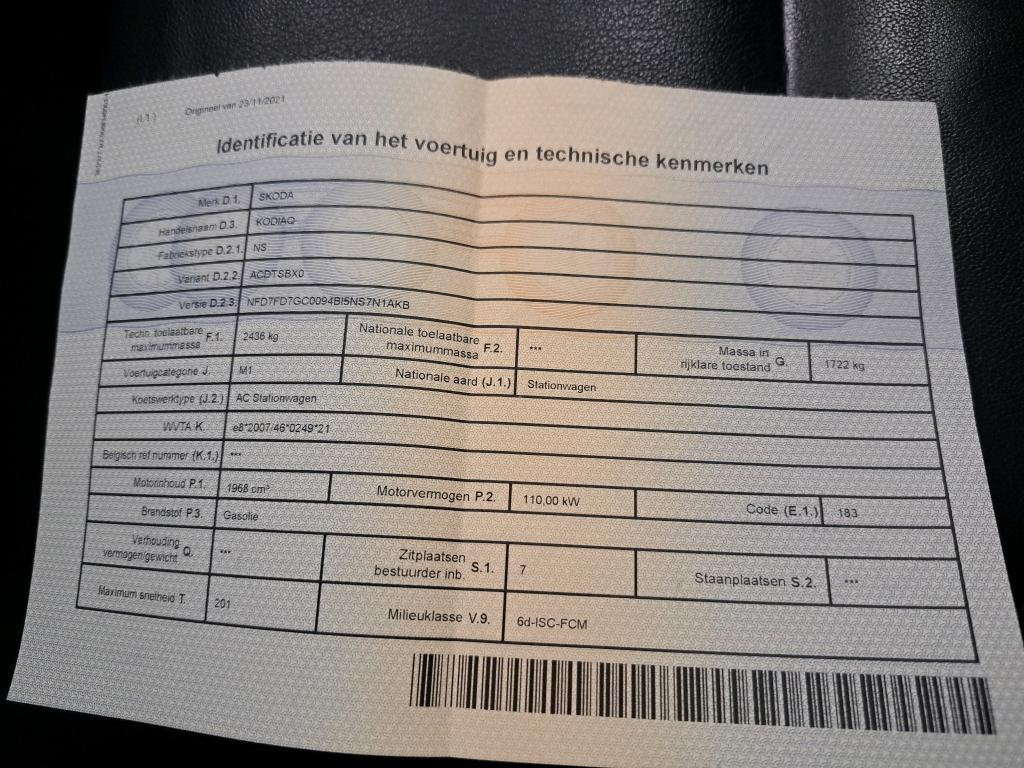 (I.1.) Origineel van 23/11/2021
Identificatie van het voertuig en technische kenmerken
Merk D.1. SKODA
Handelsnaam D.3. KODIAQ
Fabriekstype D.2.1. NS
Variant D.2.2. ACDTSBX0
Versie D.2.3. NFD7FD7GC0094BI5NS7N1AKB
Techn. toelaatbare maximummassa F.1. 2436 kg Nationale toelaatbare maximummassa F.2. *** Massa in rijklare toestand G. 1722 kg
Voertuigcategorie J. M1 Nationale aard (J.1.) Stationwagen
Koetswerktype (J.2.) AC Stationwagen
WVTA K. e8*2007/46*0249*21
Belgisch ref nummer (K.1.) ***
Motorinhoud P.1. 1968 cm³ Motorvermogen P.2. 110,00 kW Code (E.1.) 183
Brandstof P.3. Gasolie
Verhouding vermogen/gewicht Q. *** Zitplaatsen bestuurder inb. S.1. 7 Staanplaatsen S.2. ***
Maximum snelheid T. 201 Milieuklasse V.9. 6d-ISC-FCM